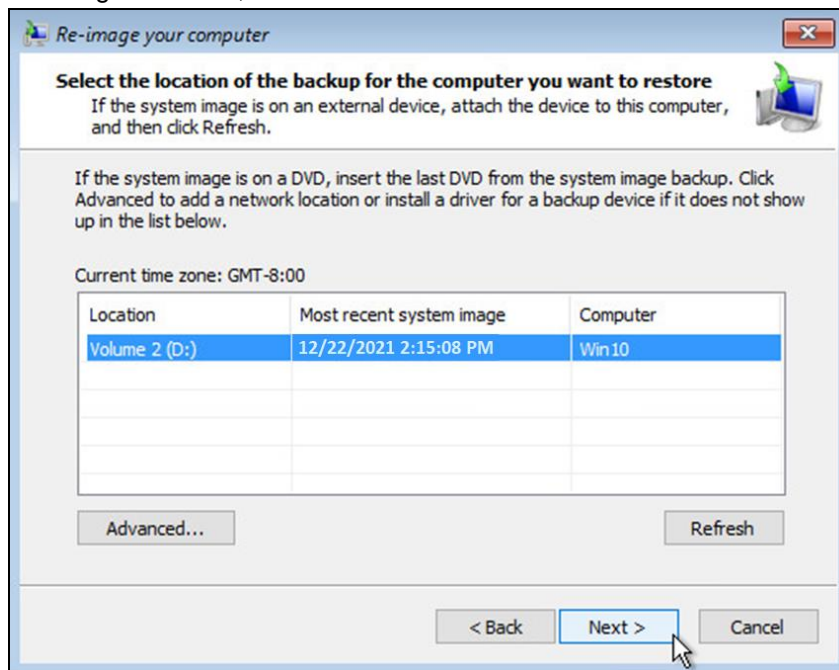 Re-image your computer
Select the location of the backup for the computer you want to restore
If the system image is on an external device, attach the device to this computer,
and then click Refresh.
If the system image is on a DVD, insert the last DVD from the system image backup. Click
Advanced to add a network location or install a driver for a backup device if it does not show
up in the list below.
Current time zone: GMT-8:00
Location Most recent system image Computer
Volume 2 (D:) 12/22/2021 2:15:08 PM Win10
Advanced... Refresh
< Back Next > Cancel